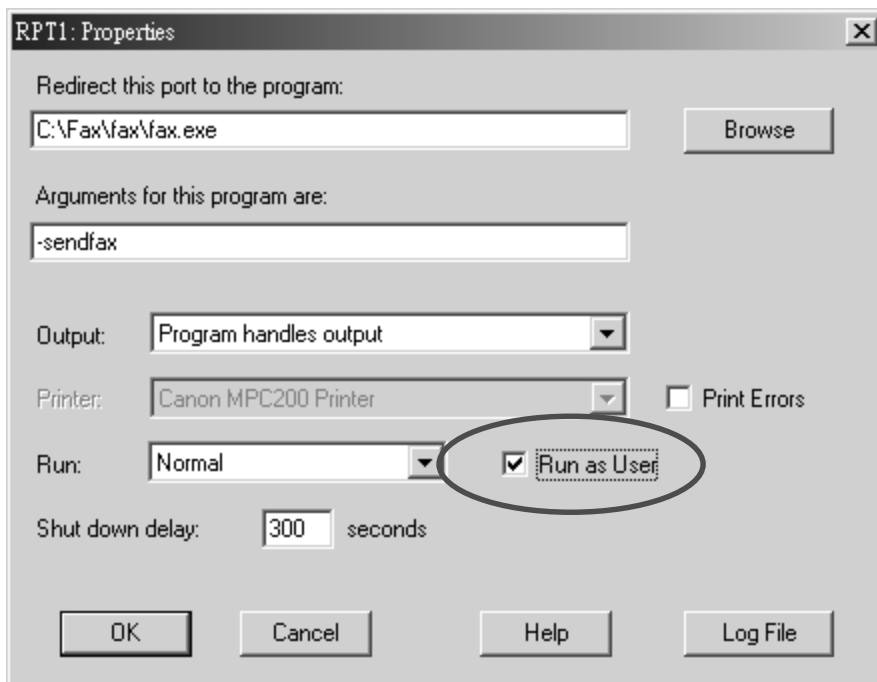 RPT1: Properties
Redirect this port to the program:
C:\Fax\fax\fax.exe
Browse
Arguments for this program are:
-sendfax
Output: Program handles output
Printer: Canon MPC200 Printer Print Errors
Run: Normal Run as User
Shut down delay: 300 seconds
OK Cancel Help Log File